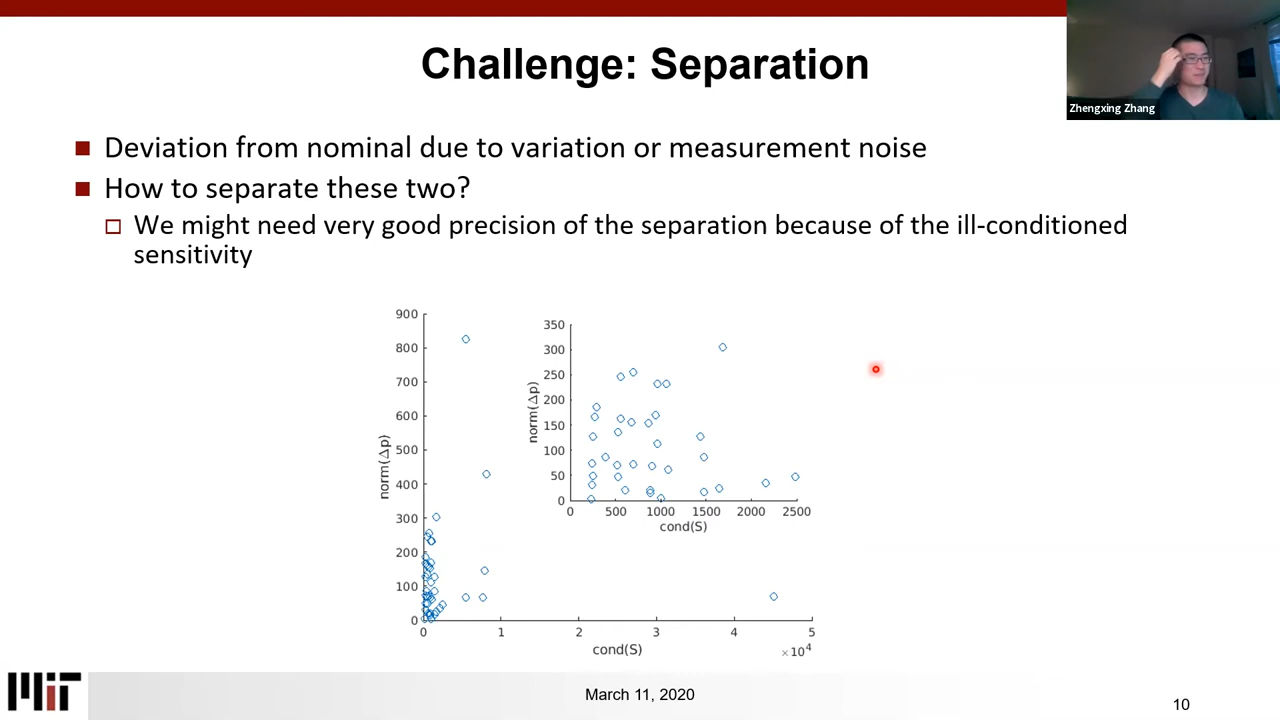 Challenge: Separation
Zhengxing Zhang
Deviation from nominal due to variation or measurement noise
How to separate these two?
We might need very good precision of the separation because of the ill-conditioned
sensitivity
900
800
700
600
500
400
300
200
100
0
norm(Δp)
0 1 2 3 4 5
cond(S)
×10⁴
350
300
250
200
150
100
50
0
norm(Δp)
0 500 1000 1500 2000 2500
cond(S)
MIT
March 11, 2020
10